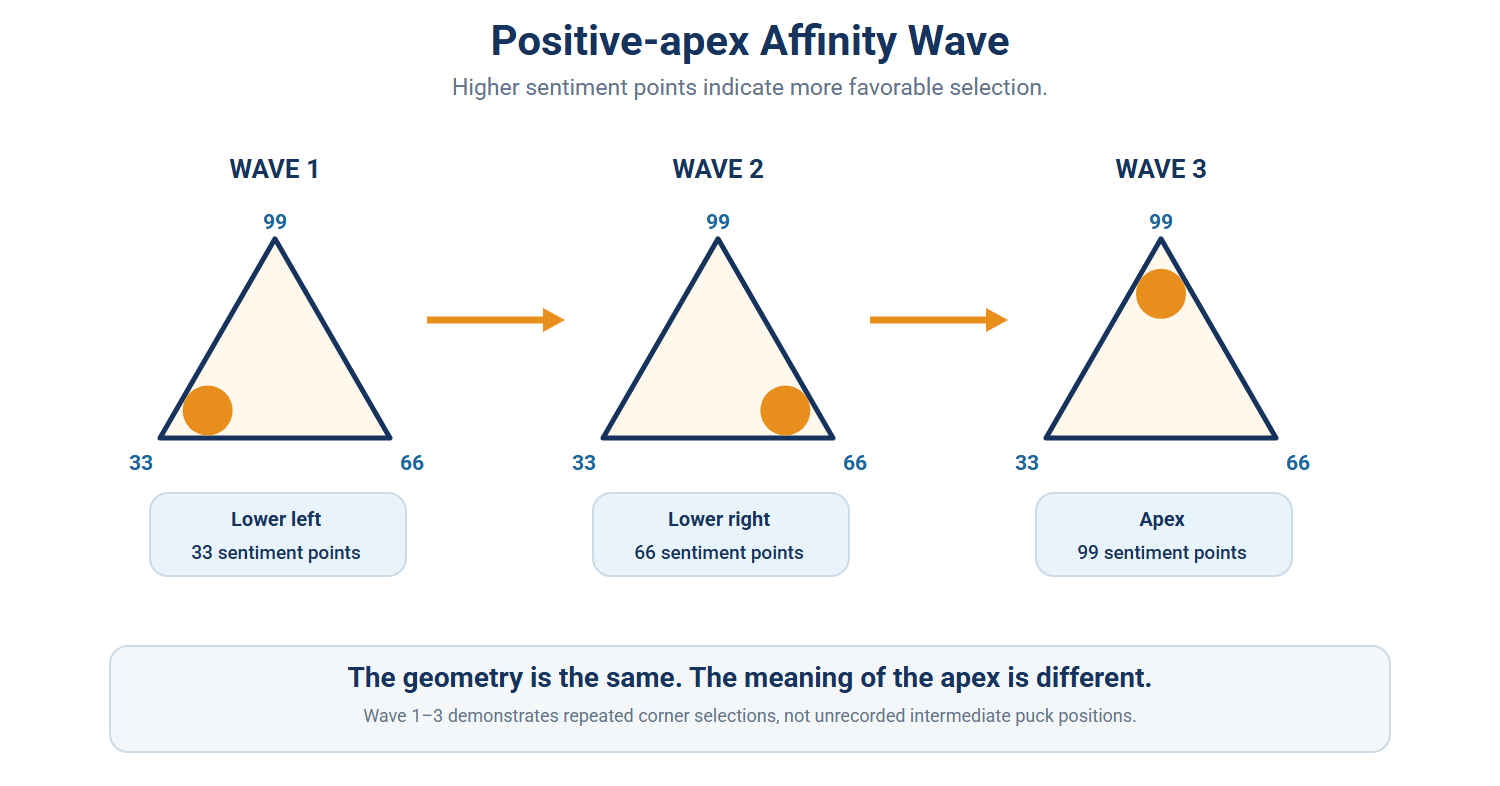 Positive-apex Affinity Wave
Higher sentiment points indicate more favorable selection.
WAVE 1
WAVE 2
WAVE 3
99
99
99
33
66
33
66
33
66
Lower left
33 sentiment points
Lower right
66 sentiment points
Apex
99 sentiment points
The geometry is the same. The meaning of the apex is different.
Wave 1–3 demonstrates repeated corner selections, not unrecorded intermediate puck positions.